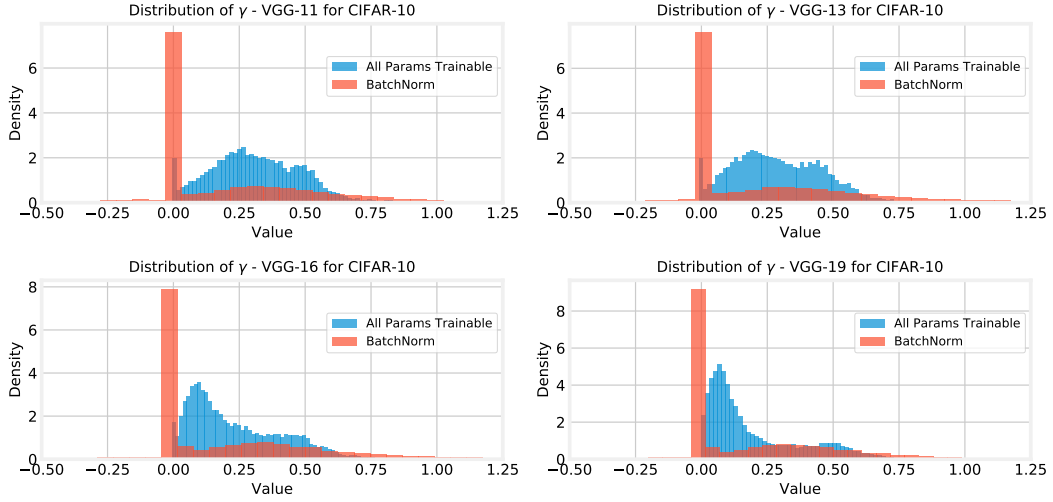 Distribution of γ - VGG-11 for CIFAR-10
Density
6
4
2
0
All Params Trainable
BatchNorm
−0.50 −0.25 0.00 0.25 0.50 0.75 1.00 1.25
Value
Distribution of γ - VGG-13 for CIFAR-10
Density
6
4
2
0
All Params Trainable
BatchNorm
−0.50 −0.25 0.00 0.25 0.50 0.75 1.00 1.25
Value
Distribution of γ - VGG-16 for CIFAR-10
Density
8
6
4
2
0
All Params Trainable
BatchNorm
−0.50 −0.25 0.00 0.25 0.50 0.75 1.00 1.25
Value
Distribution of γ - VGG-19 for CIFAR-10
Density
8
6
4
2
0
All Params Trainable
BatchNorm
−0.50 −0.25 0.00 0.25 0.50 0.75 1.00 1.25
Value